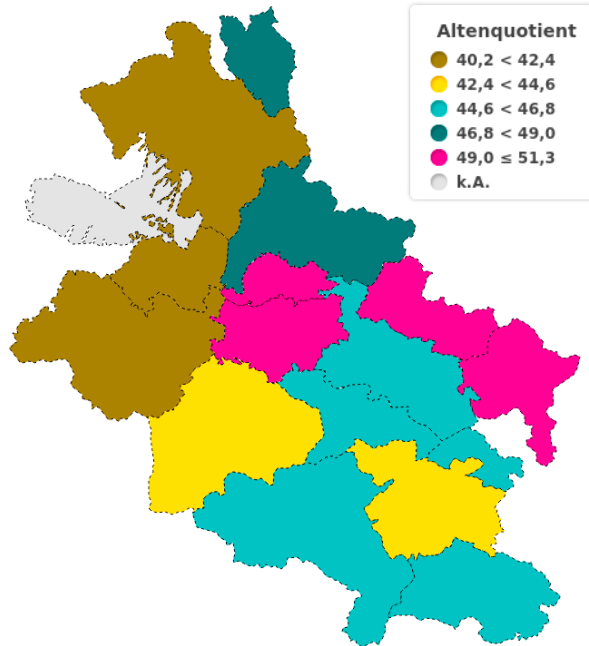 Altenquotient
40,2 < 42,4
42,4 < 44,6
44,6 < 46,8
46,8 < 49,0
49,0 ≤ 51,3
k.A.